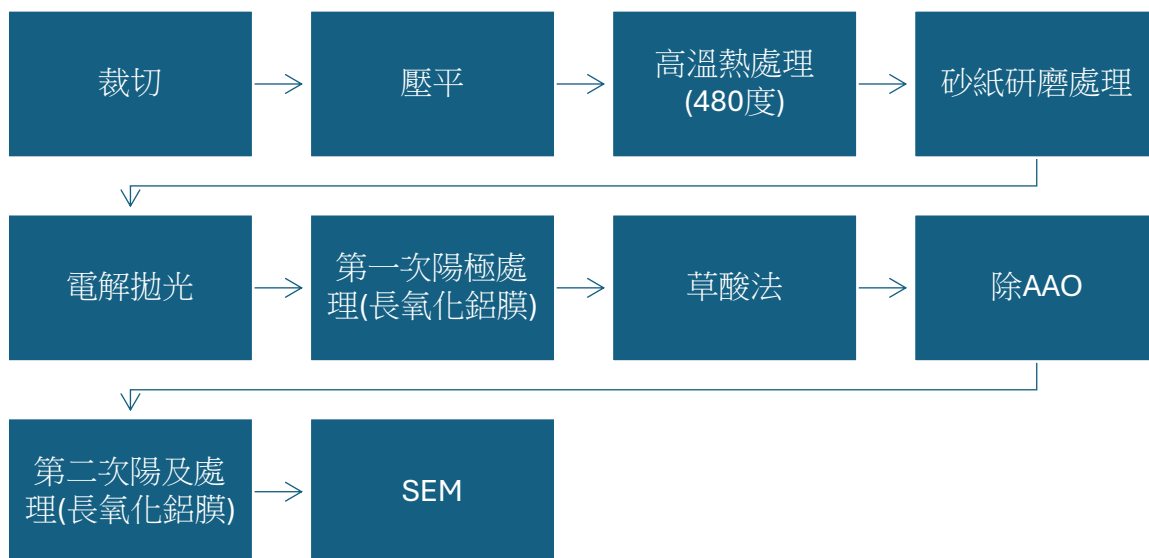 裁切
壓平
高溫熱處理
(480度)
砂紙研磨處理
電解拋光
第一次陽極處
理(長氧化鋁膜)
草酸法
除AAO
第二次陽及處
理(長氧化鋁膜)
SEM